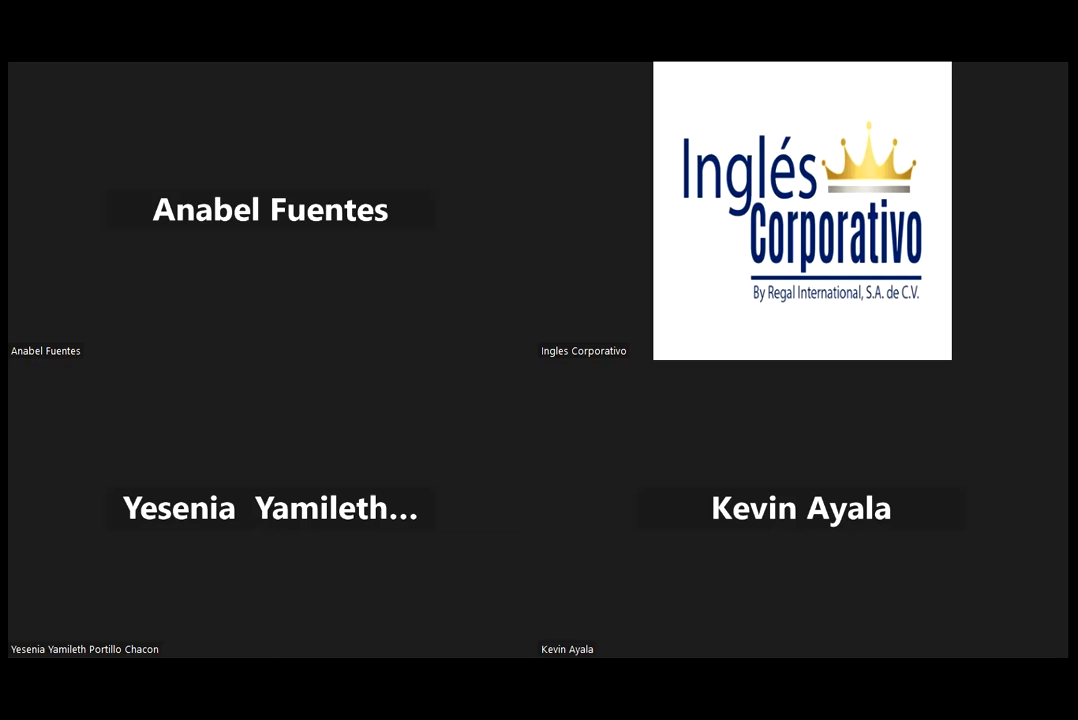 Anabel Fuentes
Anabel Fuentes
Inglés
Corporativo
By Regal International, S.A. de C.V.
Ingles Corporativo
Yesenia Yamileth...
Yesenia Yamileth Portillo Chacon
Kevin Ayala
Kevin Ayala